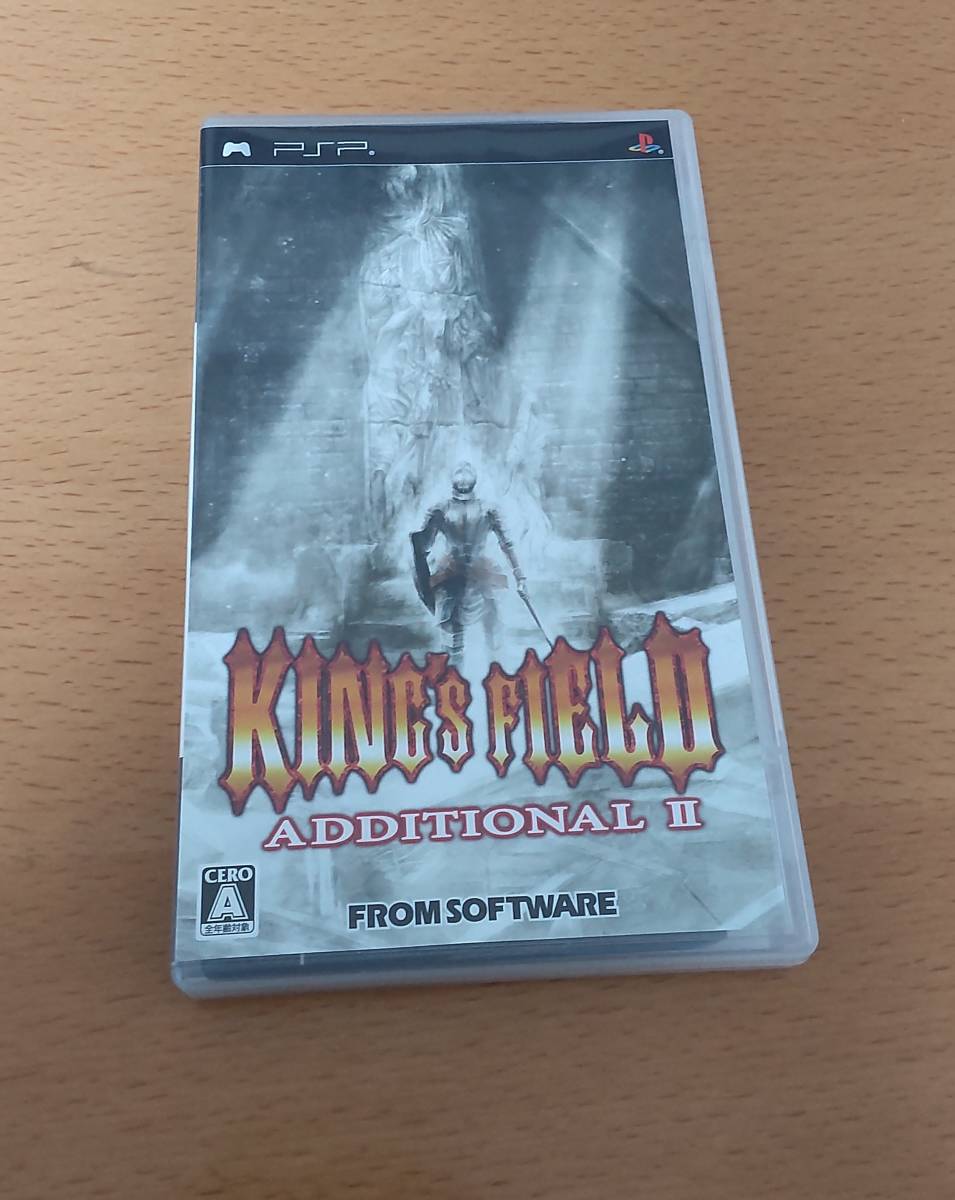 PSP
KING'S FIELD
ADDITIONAL II
CERO
A
全年齢対象
FROM SOFTWARE